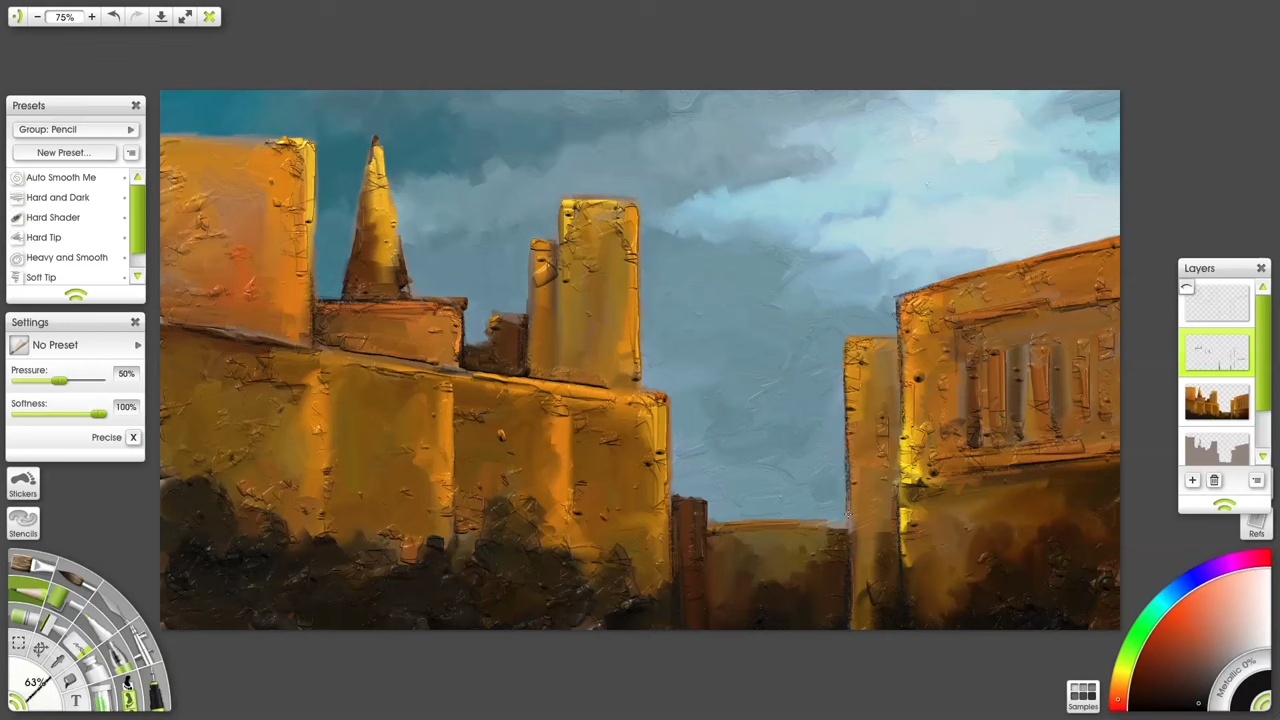 75%
Presets
Group: Pencil
New Preset...
Auto Smooth Me
Hard and Dark
Hard Shader
Hard Tip
Heavy and Smooth
Soft Tip
Settings
No Preset
Pressure:
50%
Softness:
100%
Precise X
Stickers
Stencils
63%
T
Layers
Refs
Metallic 0%
Samples